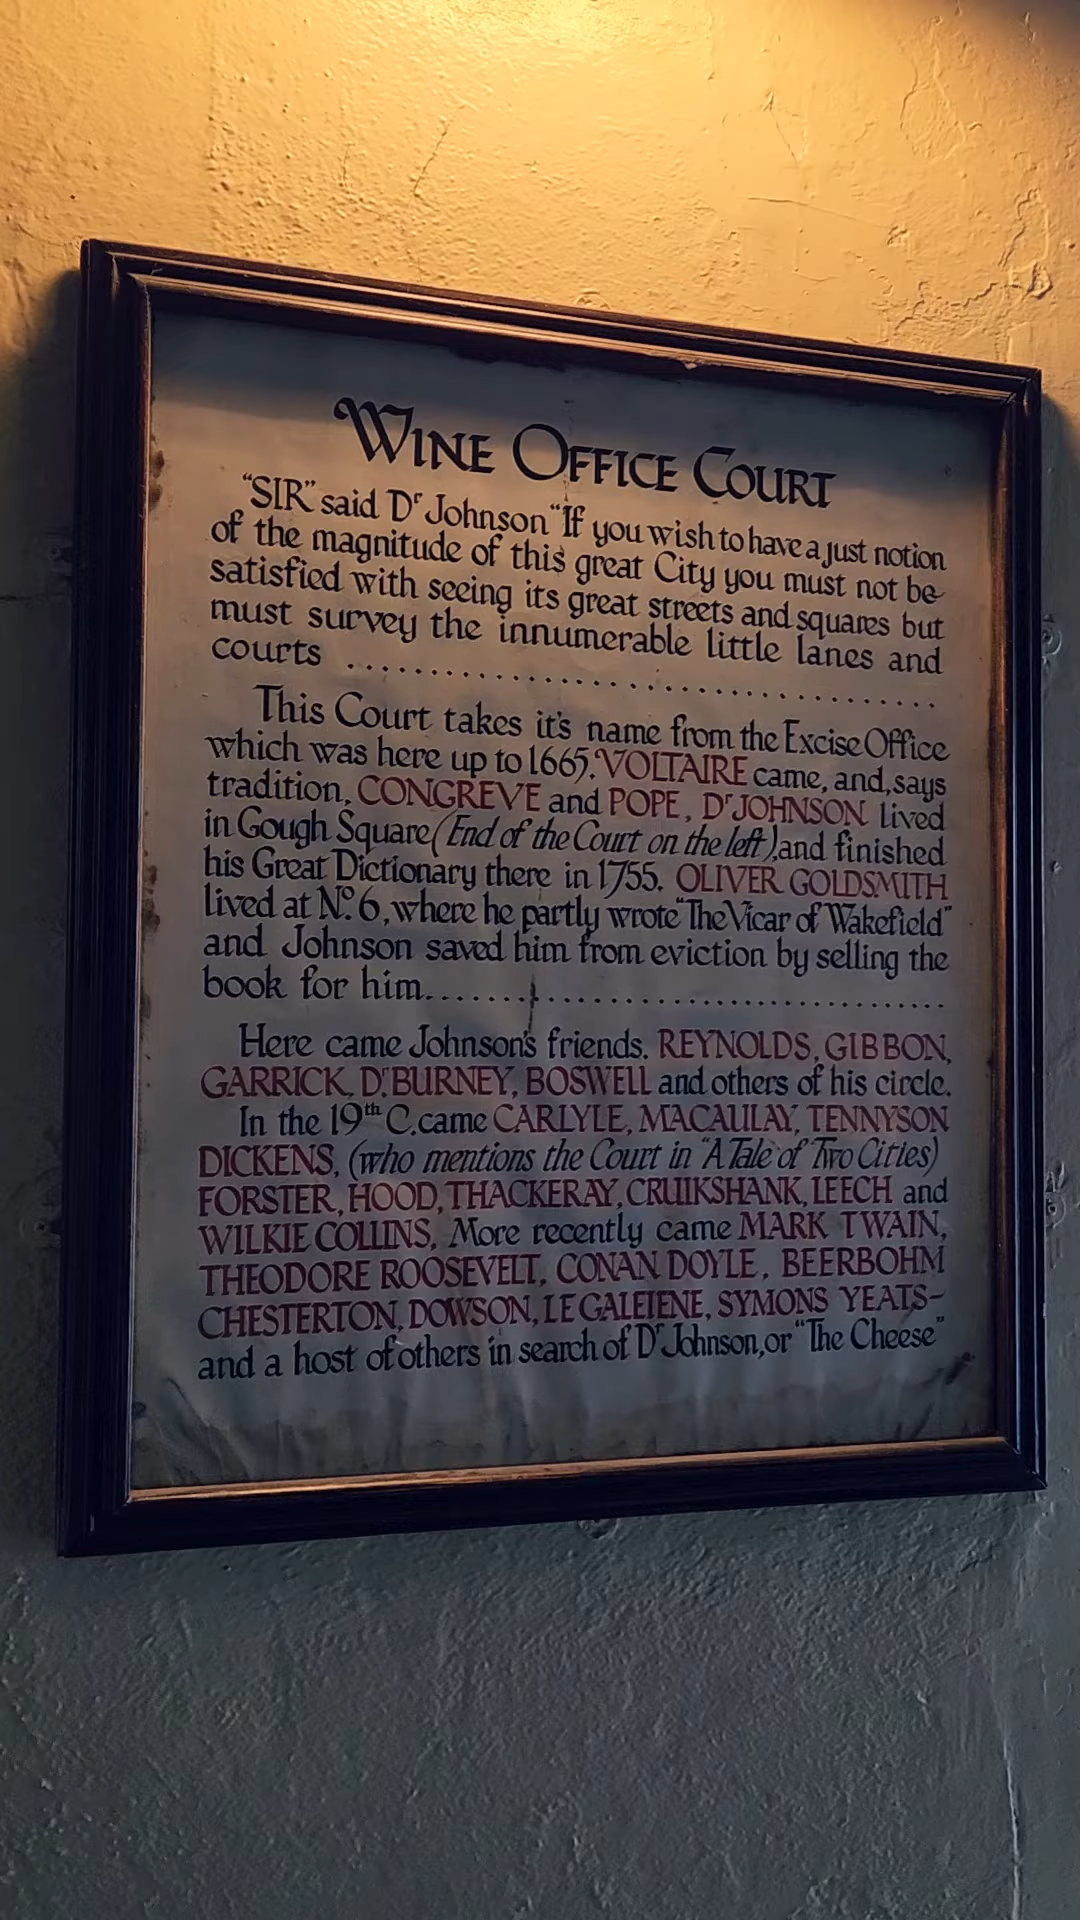 WINE OFFICE COURT
"SIR" said Dr Johnson "If you wish to have a just notion
of the magnitude of this great City you must not be
satisfied with seeing its great streets and squares but
must survey the innumerable little lanes and
courts ........................................
This Court takes it's name from the Excise Office
which was here up to 1665. VOLTAIRE came, and, says
tradition, CONGREVE and POPE, Dr JOHNSON lived
in Gough Square (End of the Court on the left), and finished
his Great Dictionary there in 1755. OLIVER GOLDSMITH
lived at No. 6, where he partly wrote "The Vicar of Wakefield"
and Johnson saved him from eviction by selling the
book for him........................................
Here came Johnson's friends. REYNOLDS, GIBBON,
GARRICK, Dr. BURNEY, BOSWELL and others of his circle.
In the 19th C. came CARLYLE, MACAULAY, TENNYSON
DICKENS, (who mentions the Court in "A Tale of Two Cities)
FORSTER, HOOD, THACKERAY, CRUIKSHANK, LEECH and
WILKIE COLLINS. More recently came MARK TWAIN,
THEODORE ROOSEVELT, CONAN DOYLE, BEERBOHM
CHESTERTON, DOWSON, LE GALEIENE, SYMONS YEATS-
and a host of others in search of Dr Johnson, or "The Cheese"